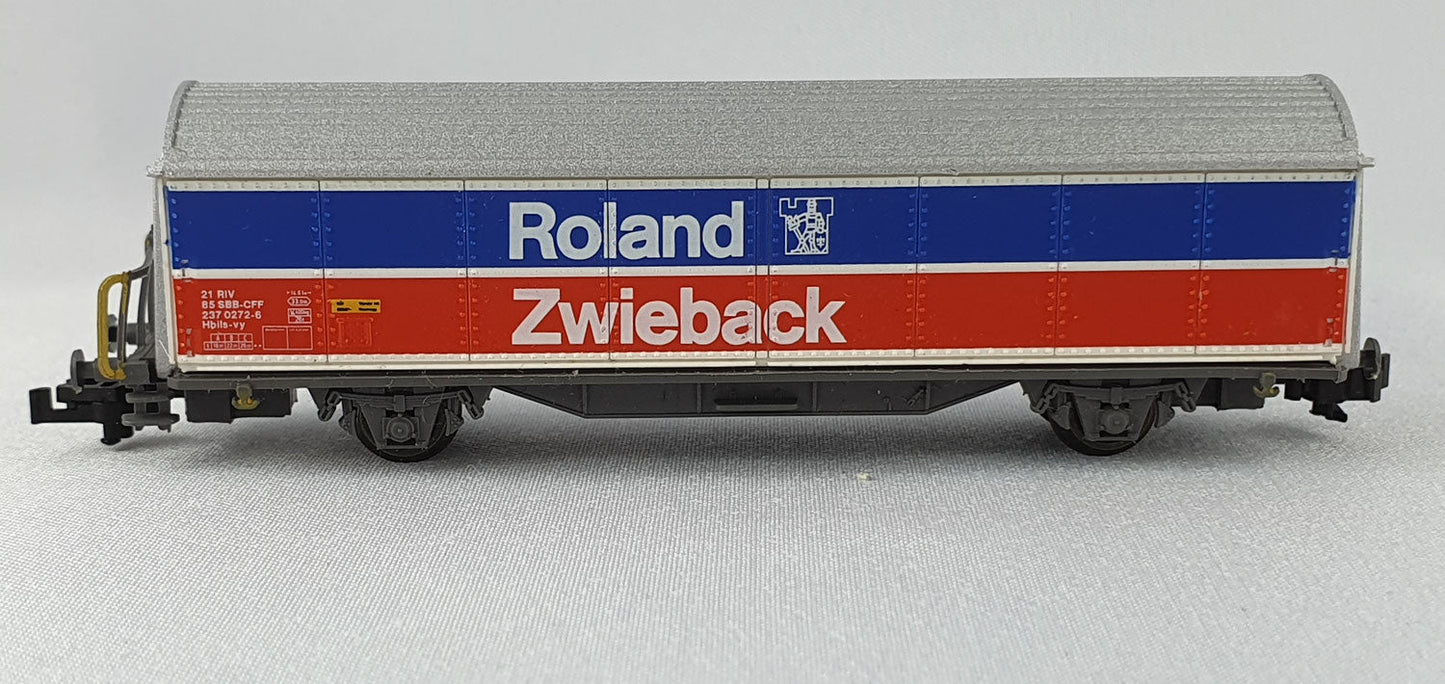 Roland
Zwieback
21 RIV
85 SBB-CFF
237 0272-6
Hbils-vy
A B C